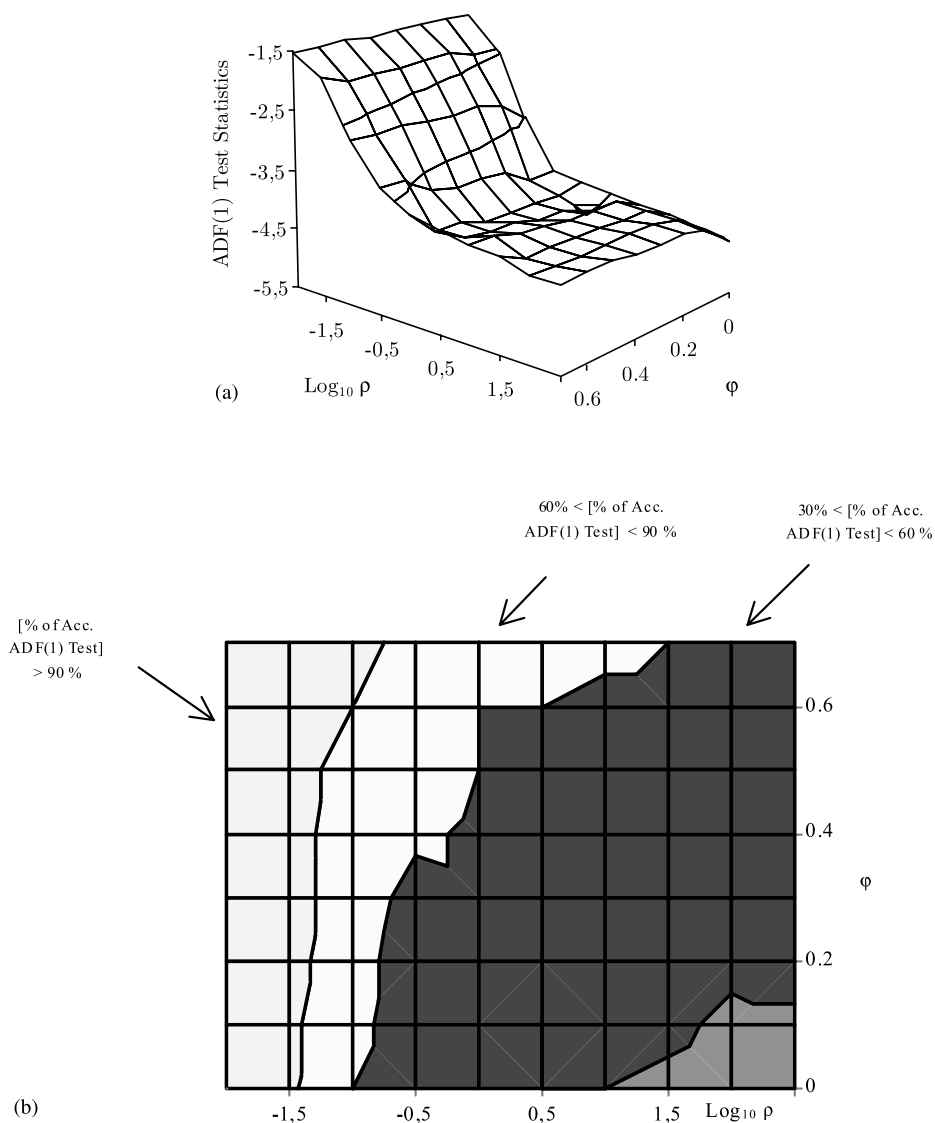 -1,5
-2,5
-3,5
-4,5
-5,5
ADF(1) Test Statistics
-1,5
-0,5
0,5
1,5
Log10 ρ
0
0.2
0.4
0.6
φ
(a)
60% < [% of Acc.
ADF(1) Test] < 90 %
30% < [% of Acc.
ADF(1) Test] < 60 %
[% of Acc.
ADF(1) Test]
> 90 %
0.6
0.4
φ
0.2
0
-1,5
-0,5
0,5
1,5
Log10 ρ
(b)